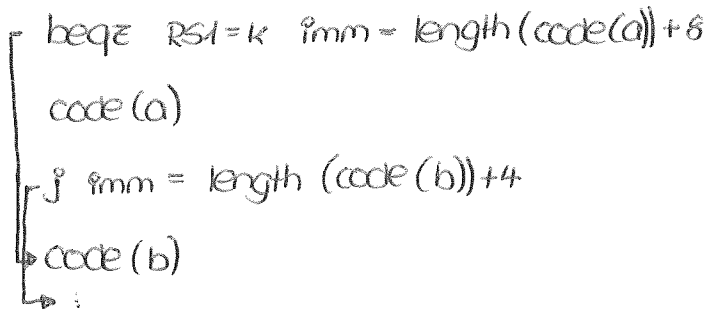 beqz RS1=k imm = length(code(a))+8
code(a)
j imm = length (code(b))+4
code(b)
: